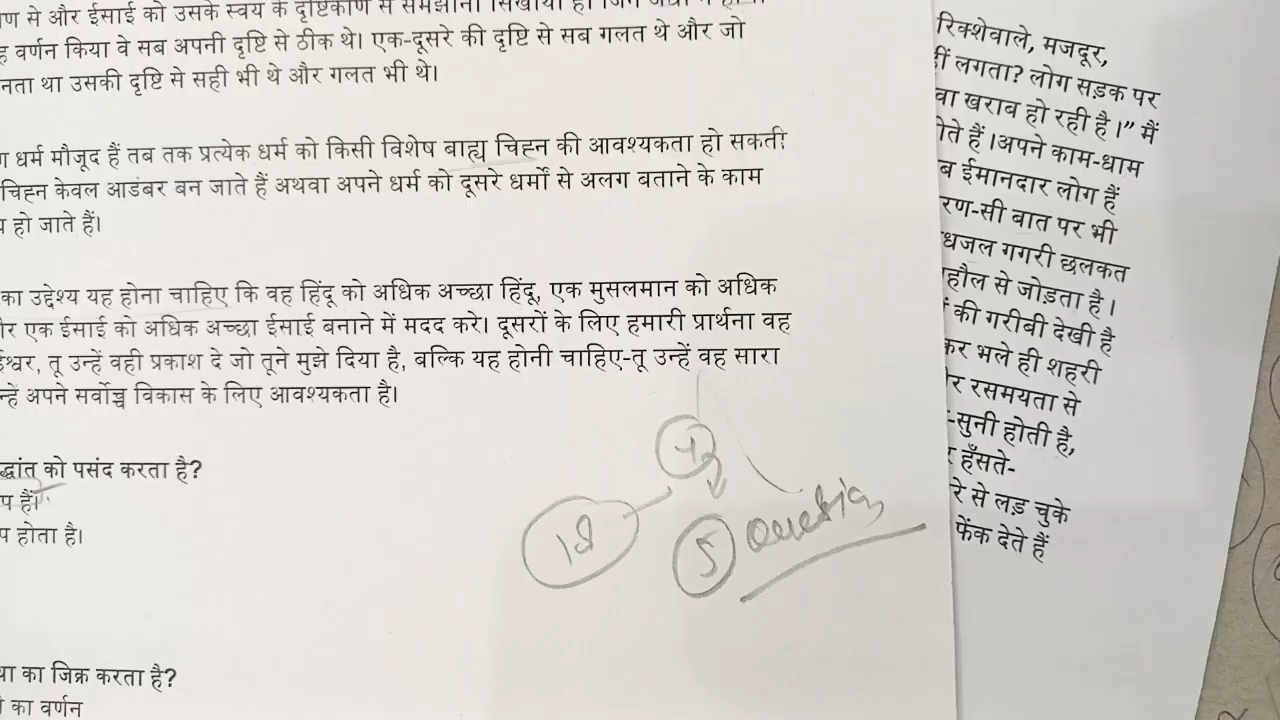 ण से और ईसाई को उसके स्वयं के दृष्टिकोण से समझाना सिखाया है।
वर्णन किया वे सब अपनी दृष्टि से ठीक थे। एक-दूसरे की दृष्टि से सब गलत थे और जो
नता था उसकी दृष्टि से सही भी थे और गलत भी थे।
धर्म मौजूद हैं तब तक प्रत्येक धर्म को किसी विशेष बाह्य चिह्न की आवश्यकता हो सकती
चिह्न केवल आडंबर बन जाते हैं अथवा अपने धर्म को दूसरे धर्मों से अलग बताने के काम
हो जाते हैं।
का उद्देश्य यह होना चाहिए कि वह हिंदू को अधिक अच्छा हिंदू, एक मुसलमान को अधिक
एक ईसाई को अधिक अच्छा ईसाई बनाने में मदद करे। दूसरों के लिए हमारी प्रार्थना वह
ईश्वर, तू उन्हें वही प्रकाश दे जो तूने मुझे दिया है, बल्कि यह होनी चाहिए-तू उन्हें वह सारा
न्हें अपने सर्वोच्च विकास के लिए आवश्यकता है।
द्धांत को पसंद करता है?
प हैं।
प होता है।
5 Question
या का जिक्र करता है?
का वर्णन
रिक्शेवाले, मजदूर,
लगता? लोग सड़क पर
वा खराब हो रही है।” मैं
होते हैं।अपने काम-धाम
ब ईमानदार लोग हैं
रण-सी बात पर भी
धजल गगरी छलकत
हौल से जोड़ता है।
की गरीबी देखी है
कर भले ही शहरी
रसमयता से
-सुनी होती है,
हँसते-
रे से लड़ चुके
फेंक देते हैं